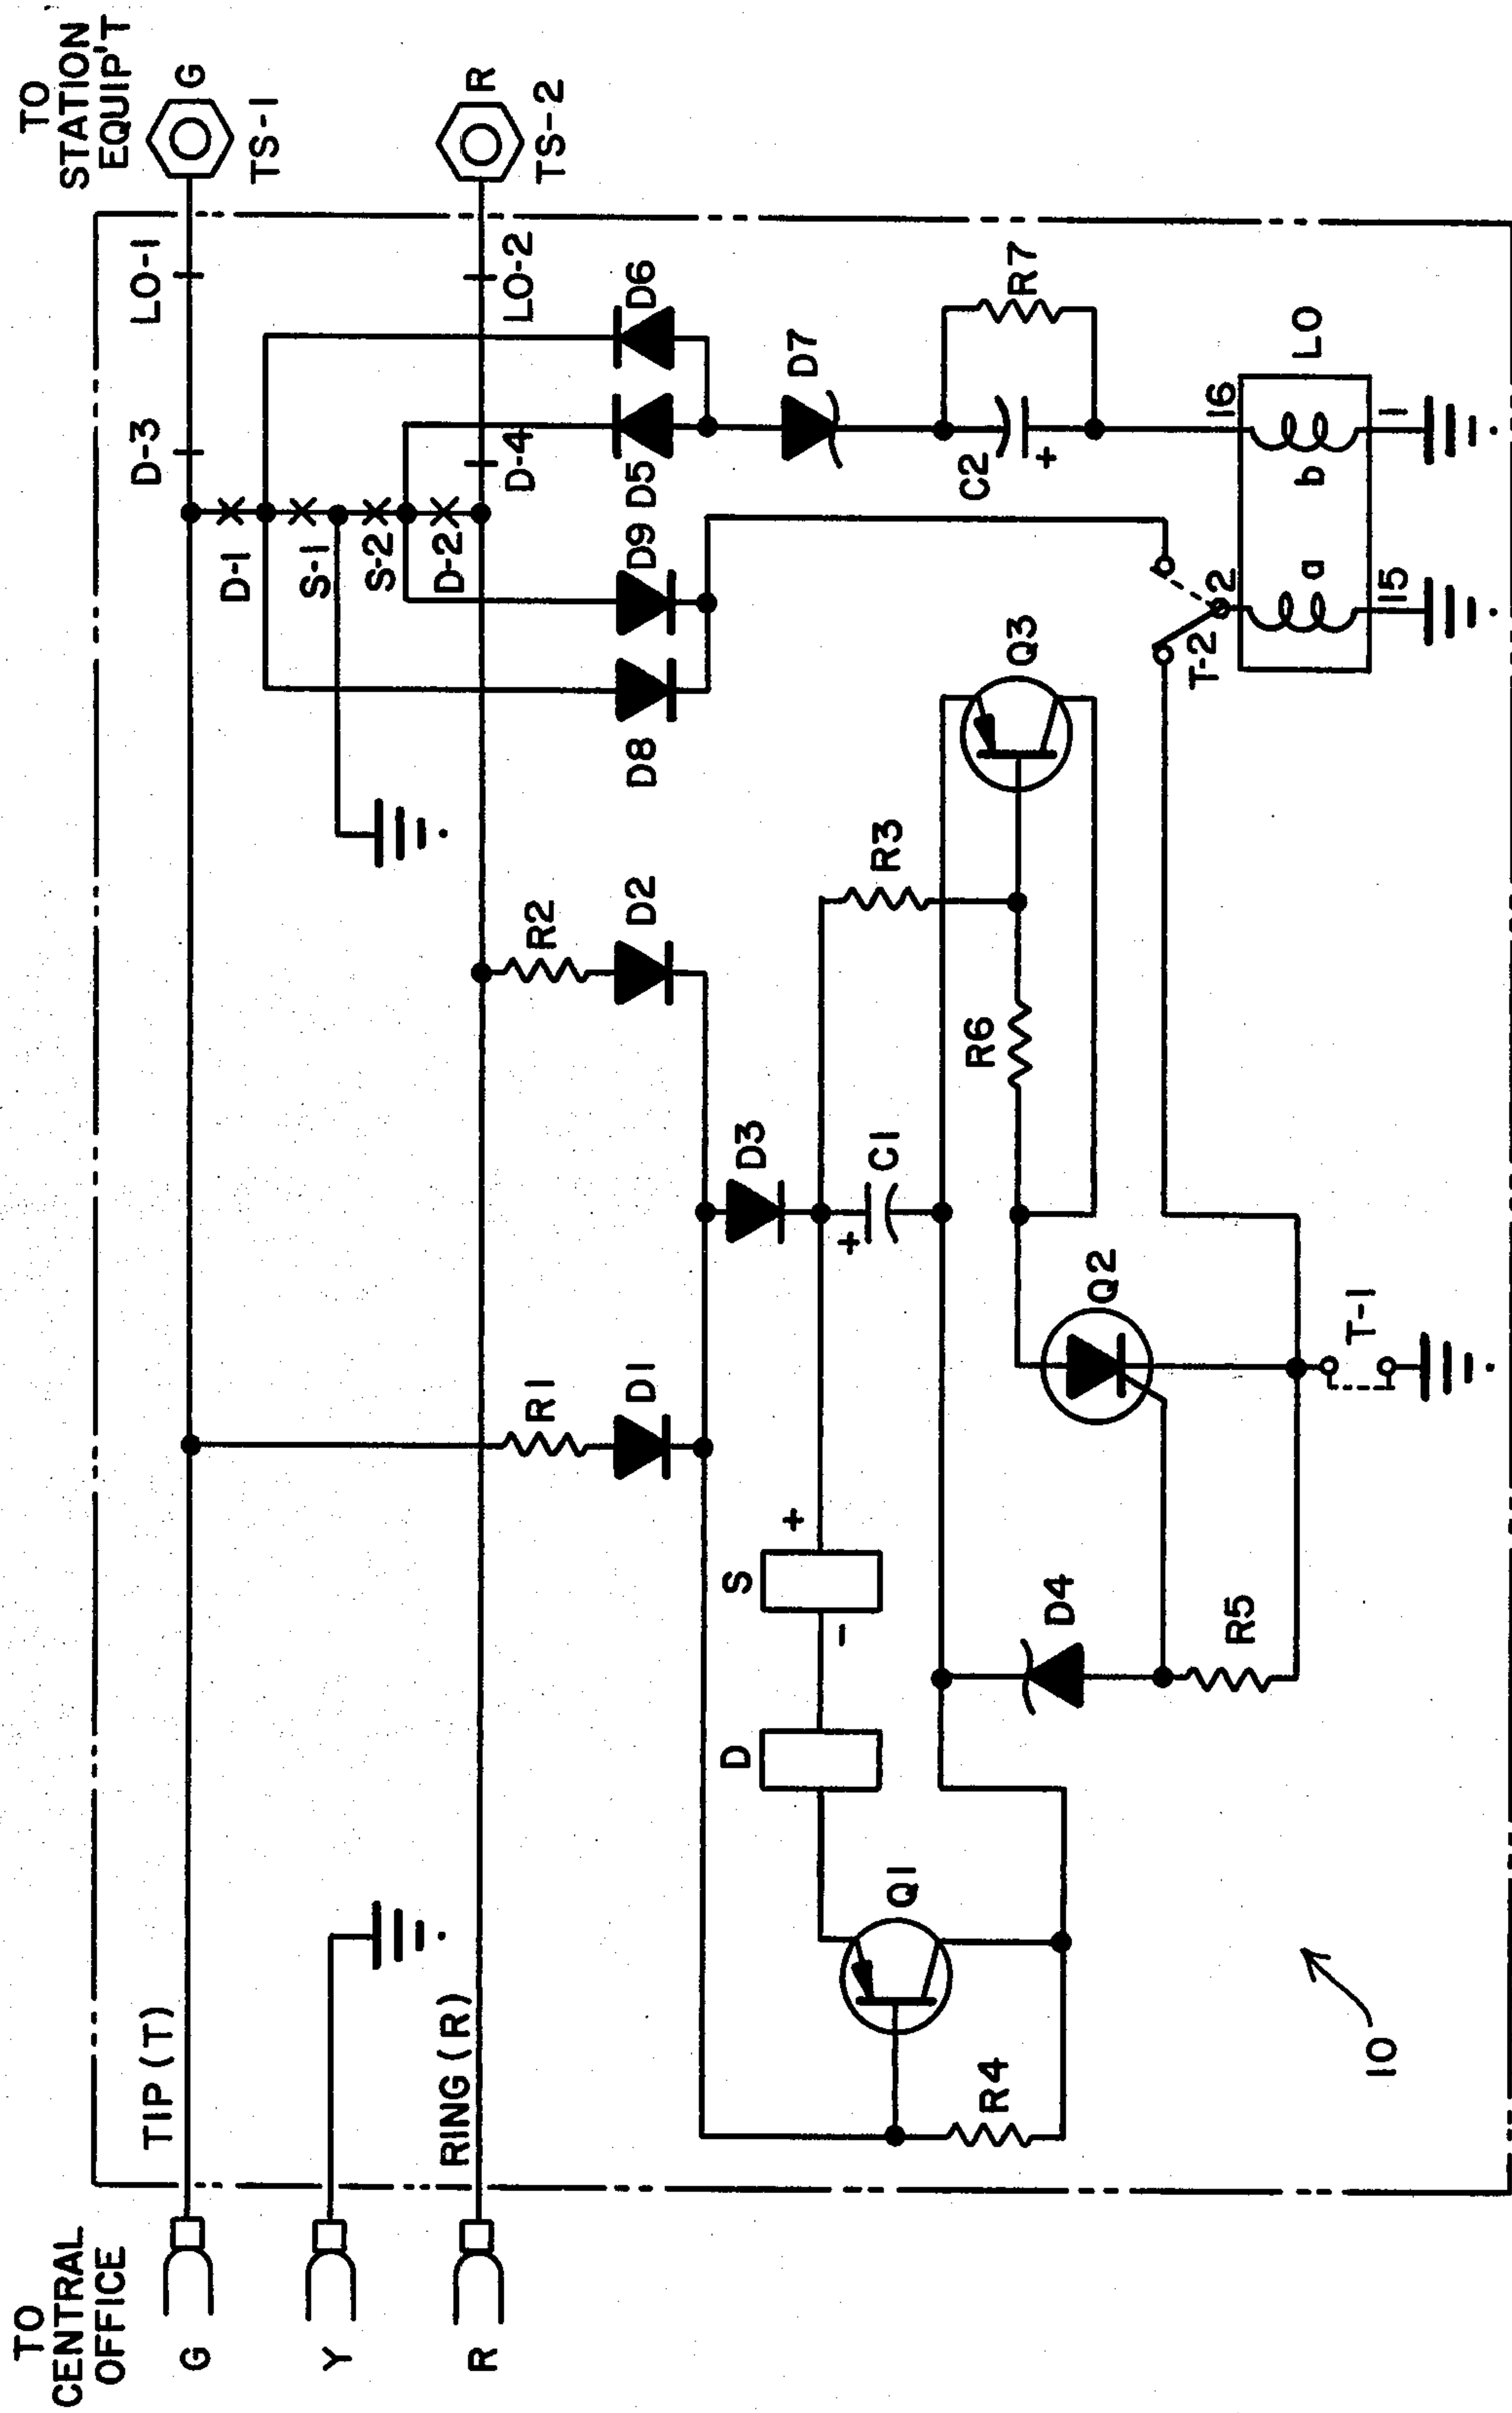 TO
CENTRAL
OFFICE
G
Y
R
TIP (T)
RING (R)
TO
STATION
EQUIP'T
G
TS-1
R
TS-2
LO-1
D-3
LO-2
D-4
D-1
S-1
S-2
D-2
D6
D5
D9
D8
D7
R7
C2
+
16
LO
b
1
2
a
15
T-2
Q3
R3
R2
D2
R6
D3
C1
+
Q2
T-1
R1
D1
+
S
-
D
D4
R5
Q1
R4
10